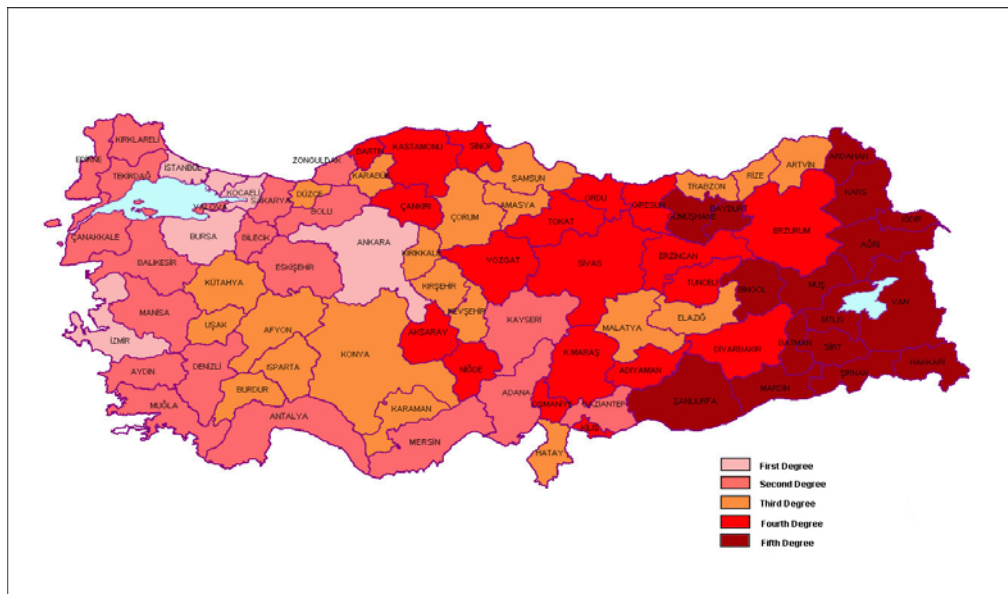 KIRKLARELİ
EDİRNE
TEKİRDAĞ
İSTANBUL
KOCAELİ
YALOVA
SAKARYA
DÜZCE
ZONGULDAK
BARTIN
KARABÜK
KASTAMONU
SİNOP
BOLU
ÇANKIRI
ÇORUM
SAMSUN
AMASYA
ORDU
TOKAT
GİRESUN
TRABZON
GÜMÜŞHANE
BAYBURT
RİZE
ARTVİN
ARDAHAN
KARS
IĞDIR
ERZURUM
AĞRI
ÇANAKKALE
BURSA
BİLECİK
BALIKESİR
ESKİŞEHİR
ANKARA
KIRIKKALE
YOZGAT
SİVAS
ERZİNCAN
TUNCELİ
BİNGÖL
MUŞ
VAN
KÜTAHYA
MANİSA
UŞAK
AFYON
KIRŞEHİR
NEVŞEHİR
KAYSERİ
MALATYA
ELAZIĞ
BİTLİS
İZMİR
AYDIN
DENİZLİ
ISPARTA
BURDUR
KONYA
AKSARAY
NİĞDE
K.MARAŞ
ADIYAMAN
DİYARBAKIR
BATMAN
SİİRT
ŞIRNAK
HAKKARİ
MARDİN
ŞANLIURFA
MUĞLA
ANTALYA
KARAMAN
MERSİN
ADANA
OSMANİYE
GAZİANTEP
KİLİS
HATAY
First Degree
Second Degree
Third Degree
Fourth Degree
Fifth Degree